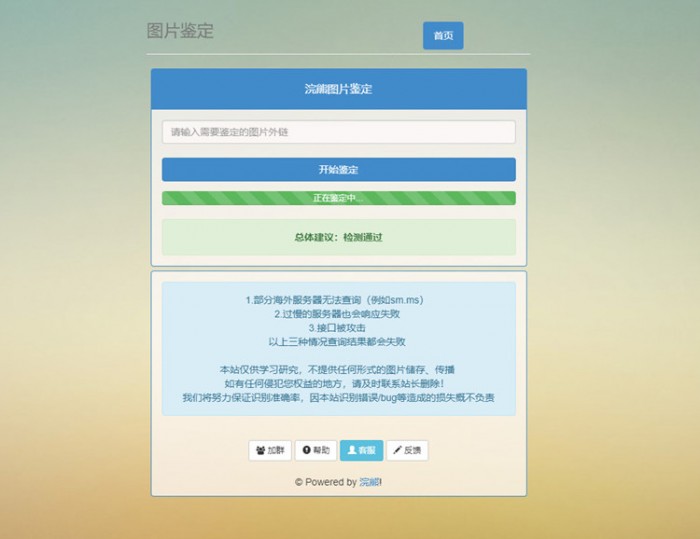 图片鉴定
首页
浣熊图片鉴定
请输入需要鉴定的图片外链
开始鉴定
正在鉴定中...
总体建议：检测通过
1.部分海外服务器无法查询（例如sm.ms）
2.过慢的服务器也会响应失败
3.接口被攻击
以上三种情况查询结果都会失败
本站仅供学习研究，不提供任何形式的图片储存、传播
如有任何侵犯您权益的地方，请及时联系站长删除！
我们将努力保证识别准确率，因本站识别错误/bug等造成的损失概不负责
加群
帮助
客服
反馈
© Powered by 浣熊!